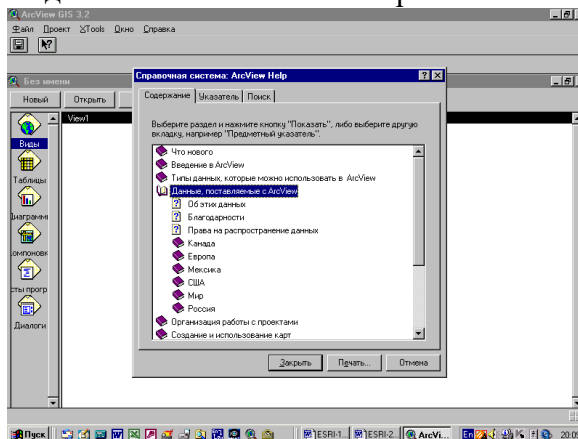 ArcView GIS 3.2
Файл Проект XTools Окно Справка
Без имени
Новый Открыть
View1
Виды
Таблицы
Диаграммы
Диалоги
Справочная система: ArcView Help
Содержание Указатель Поиск
Выберите раздел и нажмите кнопку "Показать", либо выберите другую
вкладку, например "Предметный указатель".
Что нового
Введение в ArcView
Типы данных, которые можно использовать в ArcView
Данные, поставляемые с ArcView
Об этих данных
Благодарности
Права на распространение данных
Канада
Европа
Мексика
США
Мир
Россия
Организация работы с проектами
Создание и использование карт
Закрыть Печать... Отмена
Пуск ESRI-1... ESRI-2... ArcVi... En 20:09